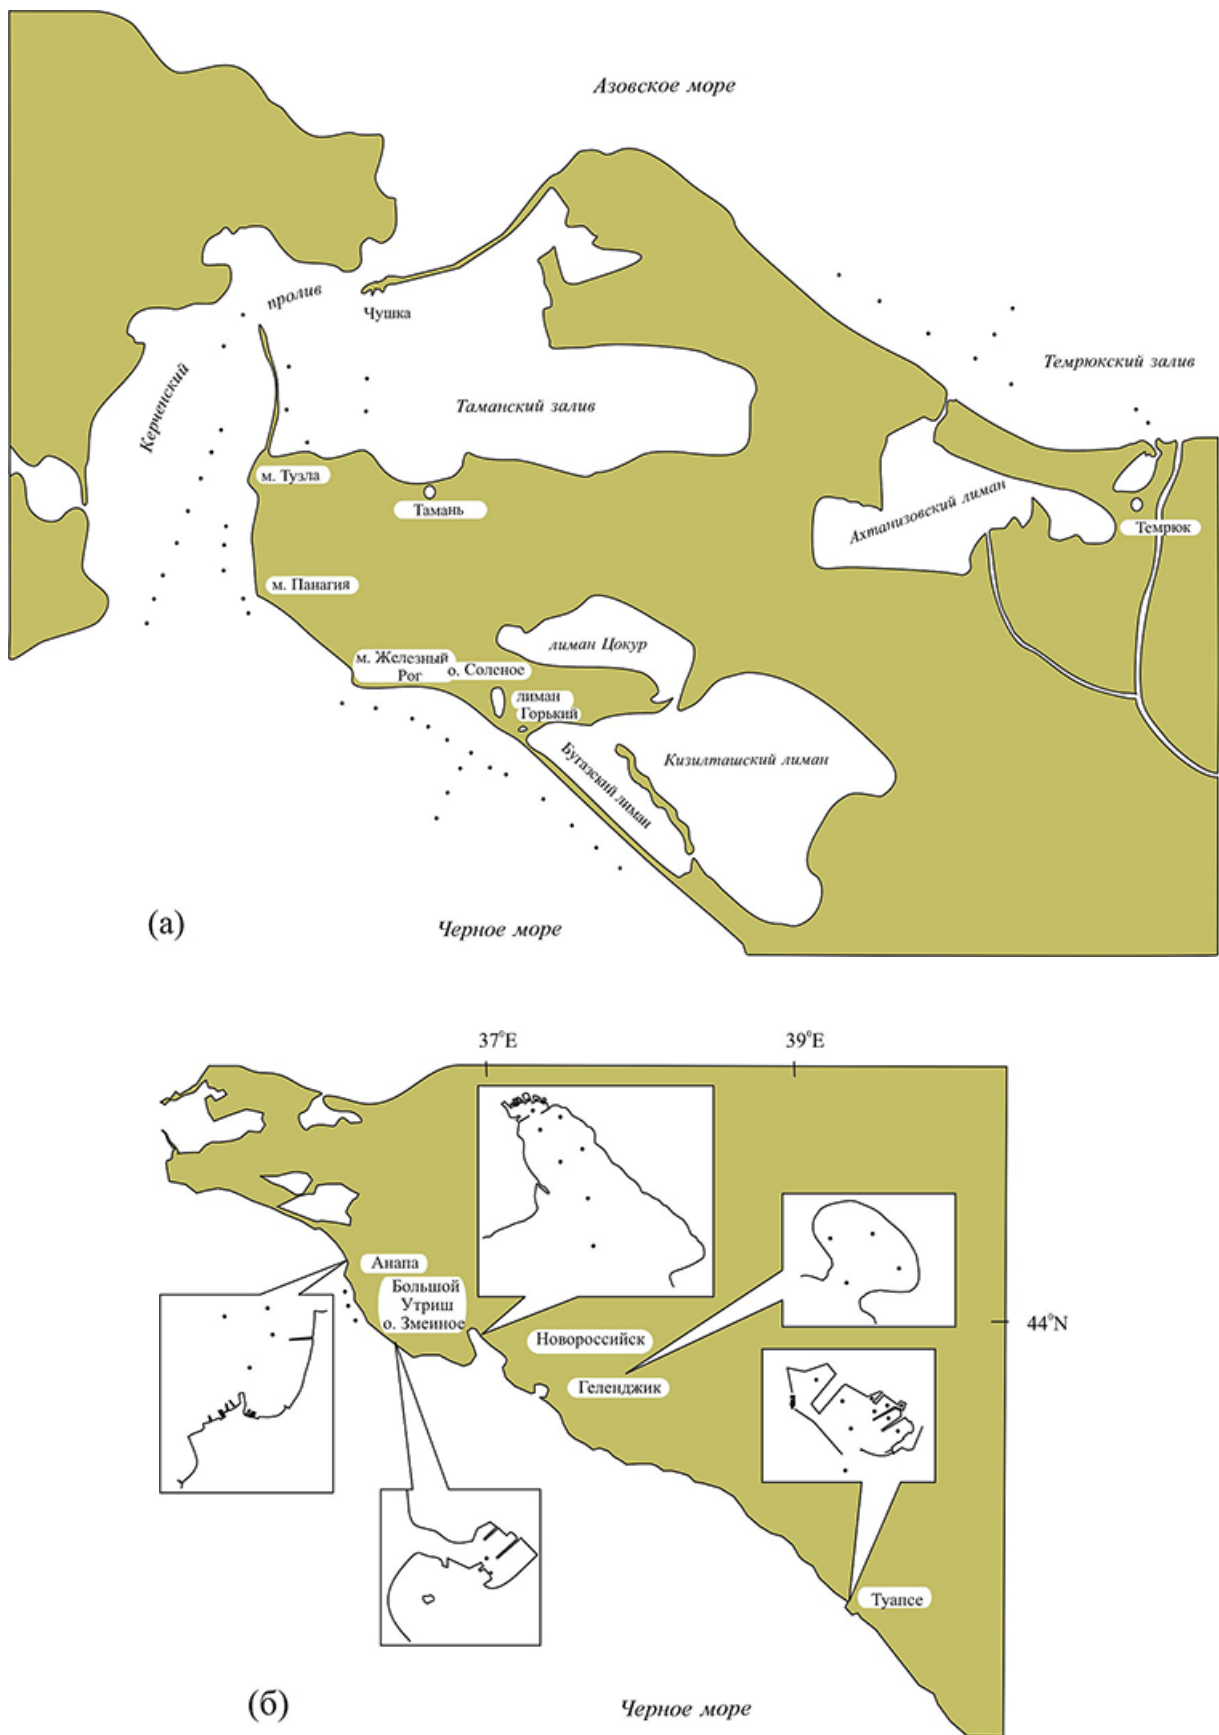 Азовское море
пролив
Чушка
Керченский
Темрюкский залив
Таманский залив
м. Тузла
Тамань
Ахтанизовский лиман
Темрюк
м. Панагия
лиман Цокур
м. Железный
Рог
о. Соленое
лиман
Горький
Бугазский лиман
Кизилташский лиман
(а)
Черное море
37°E
39°E
Анапа
Большой
Утриш
о. Змеиное
44°N
Новороссийск
Геленджик
Туапсе
(б)
Черное море